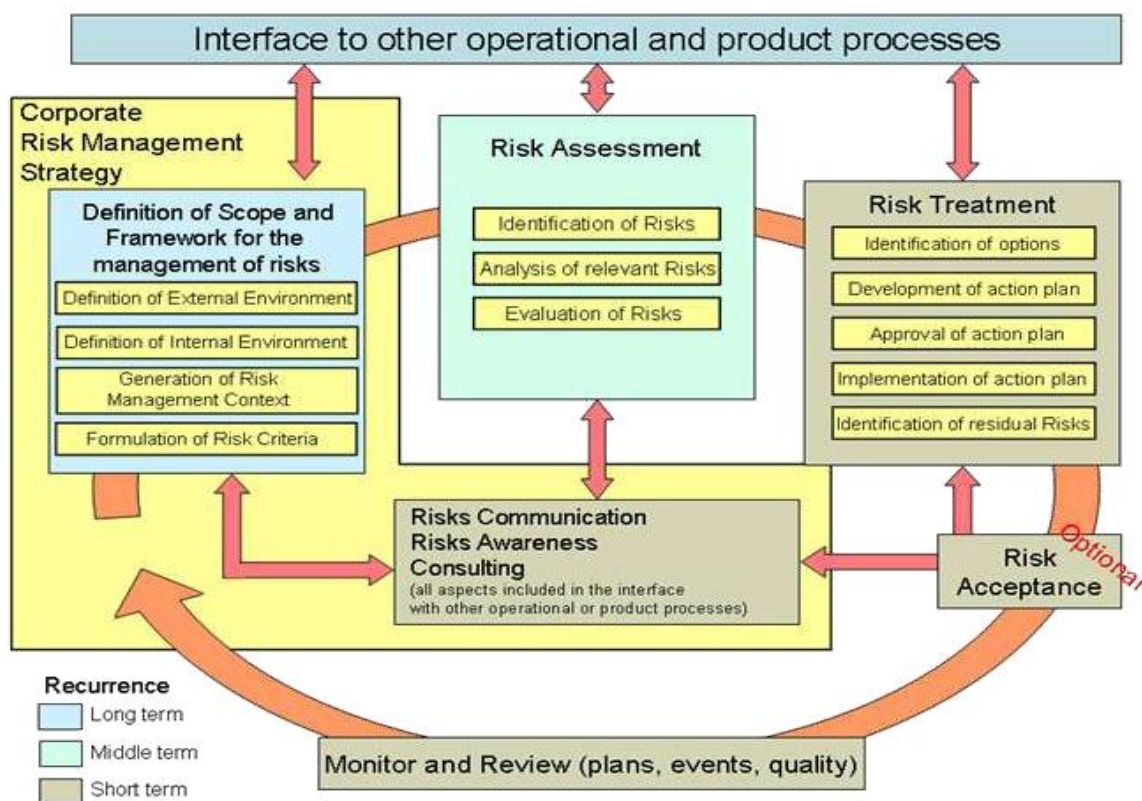 Interface to other operational and product processes
Corporate
Risk Management
Strategy
Definition of Scope and
Framework for the
management of risks
Definition of External Environment
Definition of Internal Environment
Generation of Risk
Management Context
Formulation of Risk Criteria
Risk Assessment
Identification of Risks
Analysis of relevant Risks
Evaluation of Risks
Risk Treatment
Identification of options
Development of action plan
Approval of action plan
Implementation of action plan
Identification of residual Risks
Risks Communication
Risks Awareness
Consulting
(all aspects included in the interface
with other operational or product processes)
Optional
Risk
Acceptance
Recurrence
Long term
Middle term
Short term
Monitor and Review (plans, events, quality)